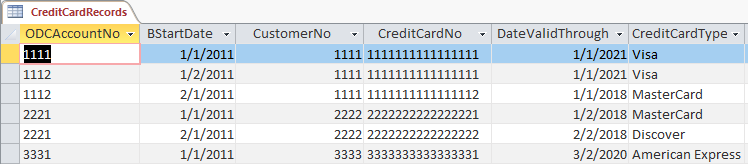 CreditCardRecords
ODCAccountNo BStartDate CustomerNo CreditCardNo DateValidThrough CreditCardType
1111 1/1/2011 1111 1111111111111111 1/1/2021 Visa
1112 1/2/2011 1111 1111111111111111 1/1/2021 Visa
1112 2/1/2011 1111 1111111111111112 1/2/2018 MasterCard
2221 1/1/2011 2222 2222222222222221 1/2/2018 MasterCard
2221 2/1/2011 2222 2222222222222222 2/2/2018 Discover
3331 1/1/2011 3333 3333333333333331 3/2/2020 American Express